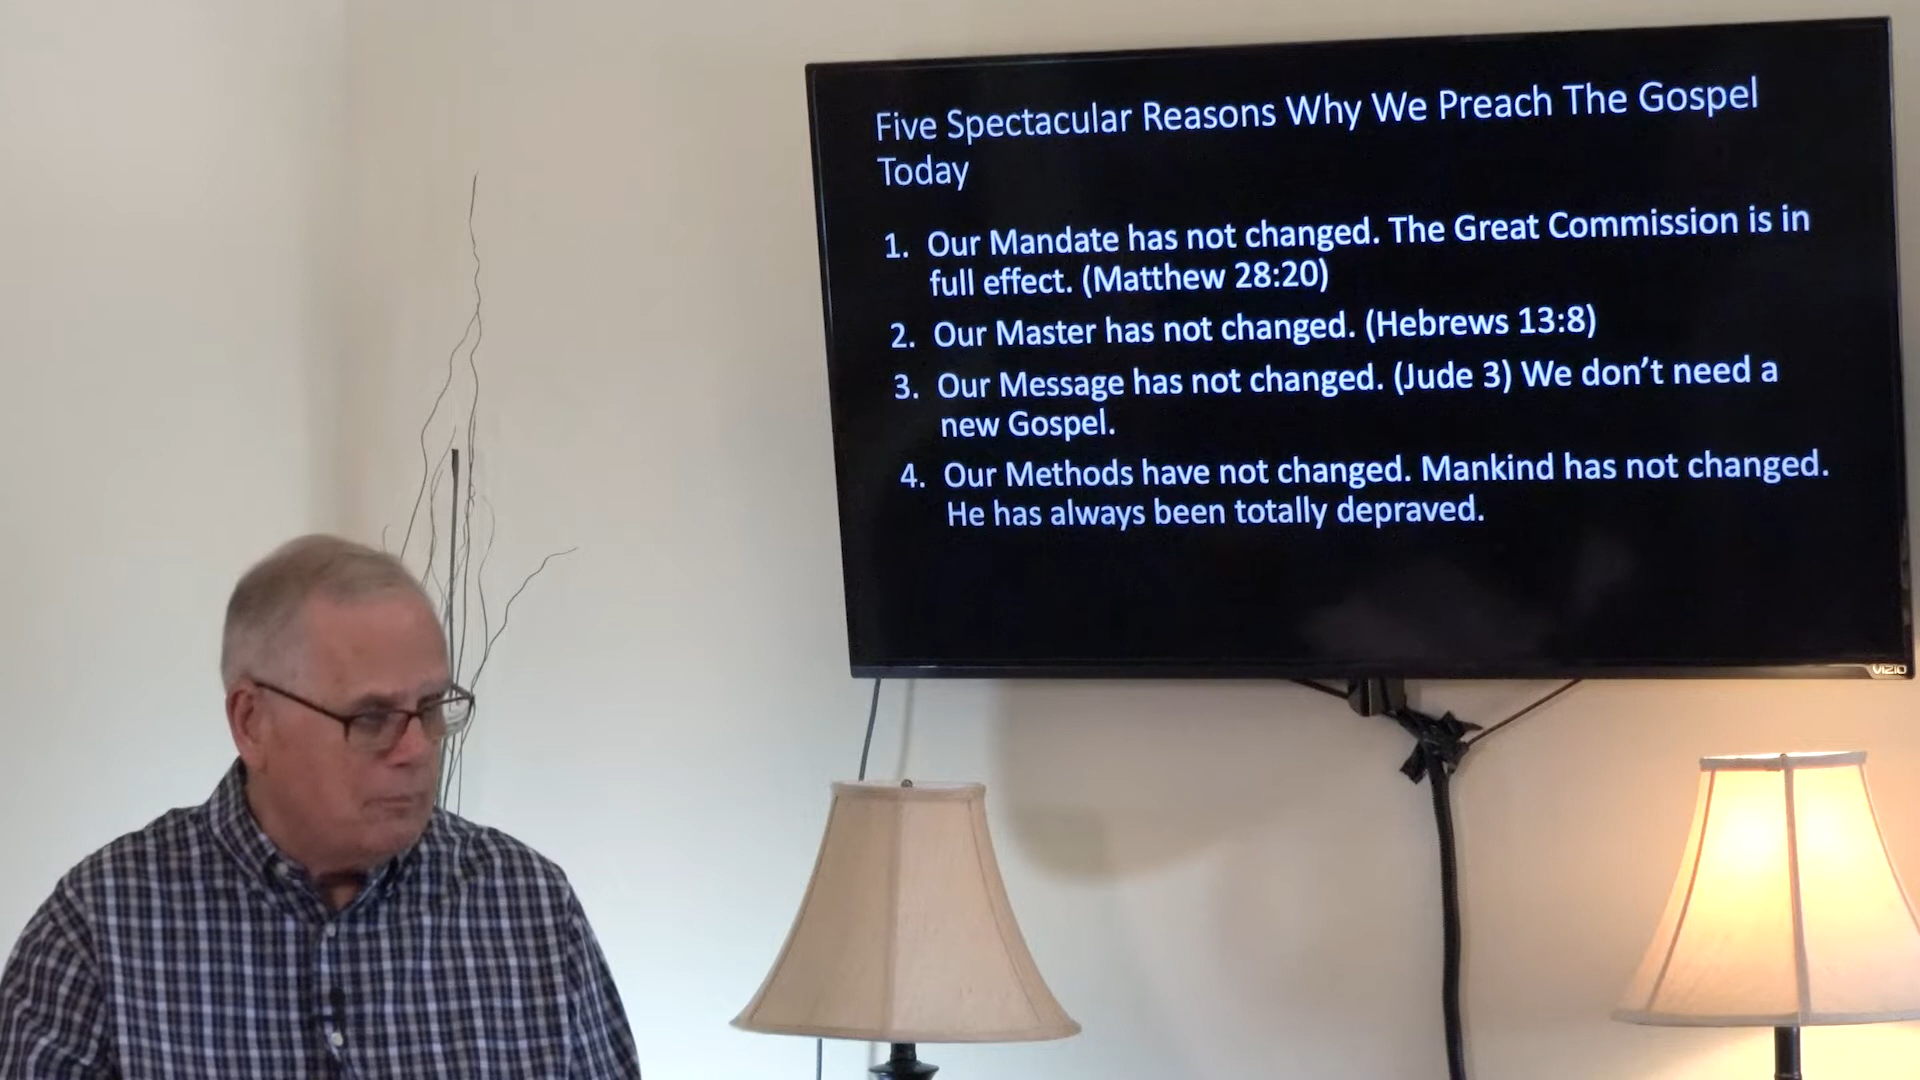 Five Spectacular Reasons Why We Preach The Gospel
Today
1. Our Mandate has not changed. The Great Commission is in
full effect. (Matthew 28:20)
2. Our Master has not changed. (Hebrews 13:8)
3. Our Message has not changed. (Jude 3) We don’t need a
new Gospel.
4. Our Methods have not changed. Mankind has not changed.
He has always been totally depraved.
VIZIO